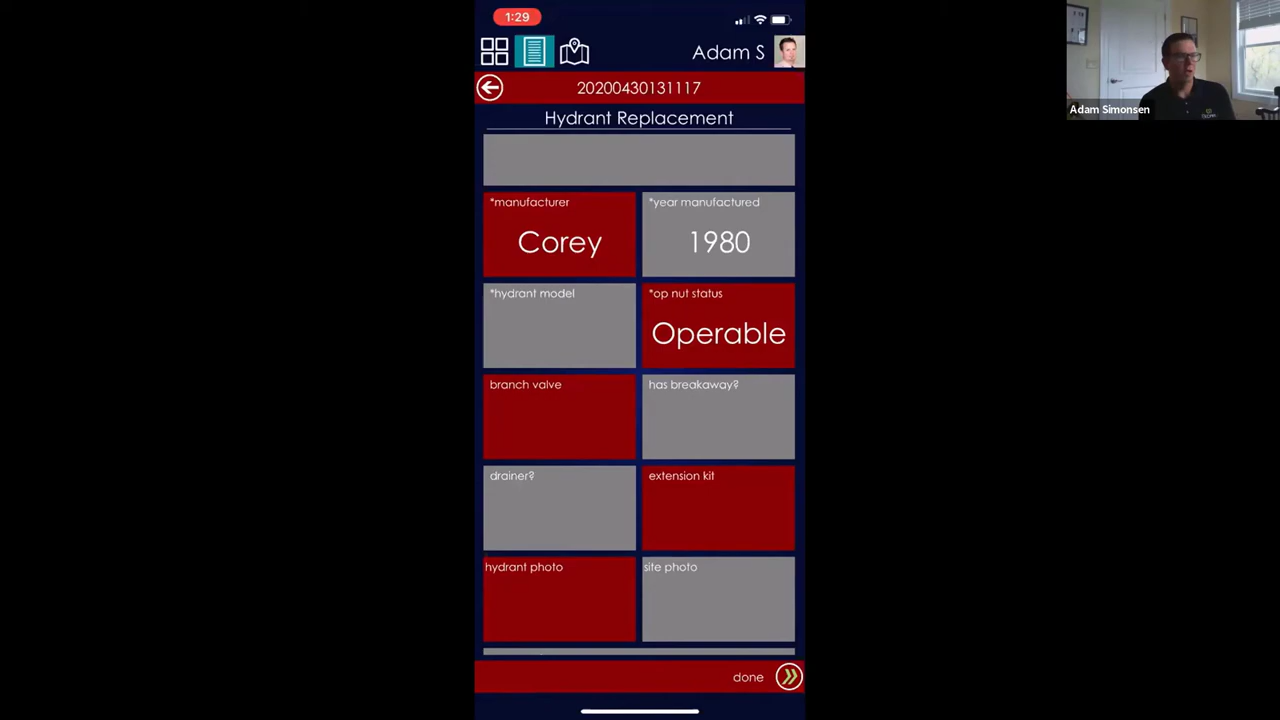 1:29
Adam S
20200430131117
Hydrant Replacement
*manufacturer
Corey
*year manufactured
1980
*hydrant model
*op nut status
Operable
branch valve
has breakaway?
drainer?
extension kit
hydrant photo
site photo
done
Adam Simonsen